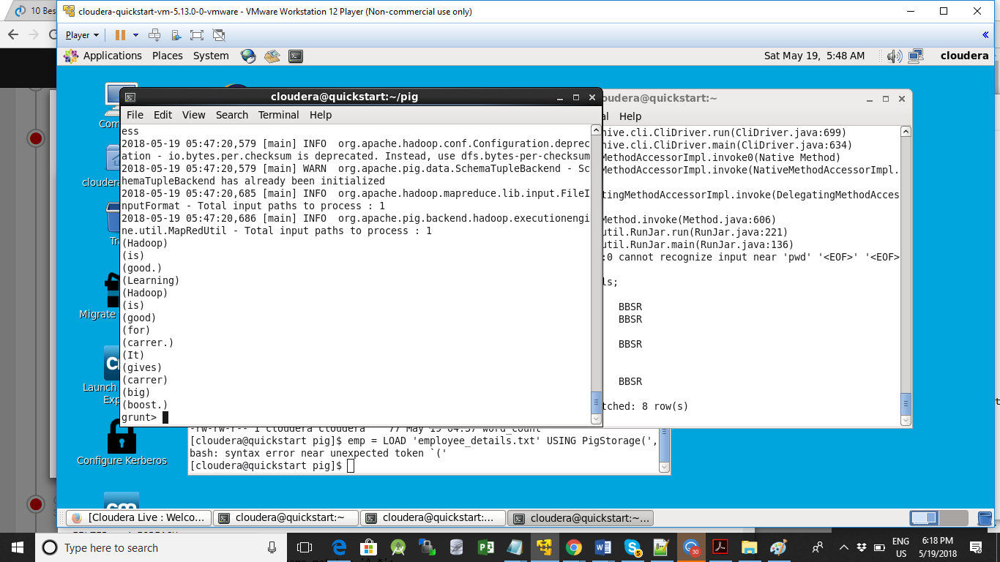 10 Bes
cloudera-quickstart-vm-5.13.0-0-vmware - VMware Workstation 12 Player (Non-commercial use only)
Player
Applications Places System
Sat May 19, 5:48 AM
cloudera
Com
cloudera
Tr
Migrate
Launch
Exp
Configure Kerberos
cloudera@quickstart:~/pig
File Edit View Search Terminal Help
ess
2018-05-19 05:47:20,579 [main] INFO  org.apache.hadoop.conf.Configuration.deprec
ation - io.bytes.per.checksum is deprecated. Instead, use dfs.bytes-per-checksum
2018-05-19 05:47:20,579 [main] WARN  org.apache.pig.data.SchemaTupleBackend - Sc
hemaTupleBackend has already been initialized
2018-05-19 05:47:20,685 [main] INFO  org.apache.hadoop.mapreduce.lib.input.FileI
nputFormat - Total input paths to process : 1
2018-05-19 05:47:20,686 [main] INFO  org.apache.pig.backend.hadoop.executionengi
ne.util.MapRedUtil - Total input paths to process : 1
(Hadoop)
(is)
(good.)
(Learning)
(Hadoop)
(is)
(good)
(for)
(carrer.)
(It)
(gives)
(carrer)
(big)
(boost.)
grunt>
oudera@quickstart:~
al Help
hive.cli.CliDriver.run(CliDriver.java:699)
hive.cli.CliDriver.main(CliDriver.java:634)
MethodAccessorImpl.invoke0(Native Method)
MethodAccessorImpl.invoke(NativeMethodAccessorImpl.
tingMethodAccessorImpl.invoke(DelegatingMethodAcces
Method.invoke(Method.java:606)
util.RunJar.run(RunJar.java:221)
util.RunJar.main(RunJar.java:136)
:0 cannot recognize input near 'pwd' '<EOF>' '<EOF>
ls;
BBSR
BBSR
BBSR
BBSR
tched: 8 row(s)
-rw-rw-r-- 1 cloudera cloudera    77 May 19 04:37 word_count
[cloudera@quickstart pig]$ emp = LOAD 'employee_details.txt' USING PigStorage(',
bash: syntax error near unexpected token `('
[cloudera@quickstart pig]$
[Cloudera Live : Welco...
cloudera@quickstart:~
cloudera@quickstart:...
cloudera@quickstart:~...
Type here to search
5
30
ENG
US
6:18 PM
5/19/2018